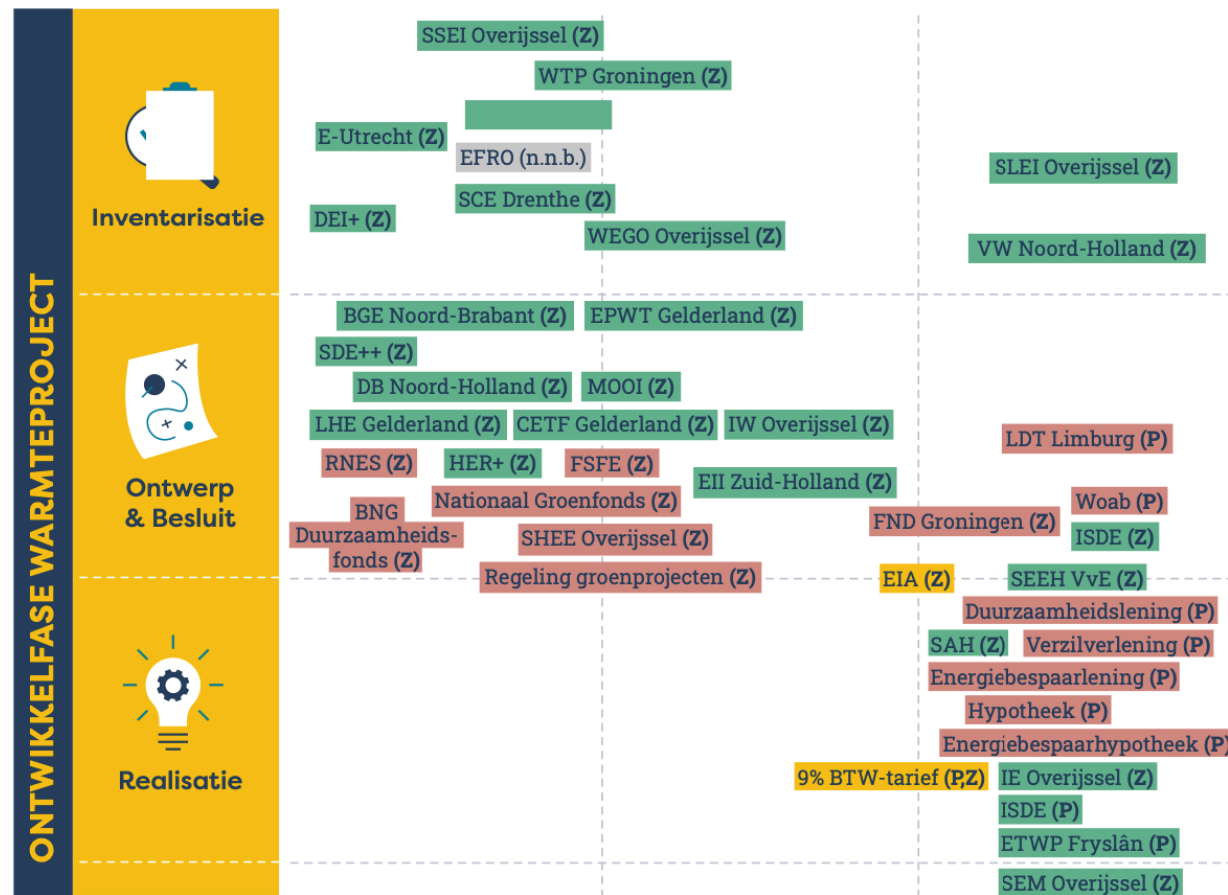 ONTWIKKELFASE WARMTEPROJECT
Inventarisatie
SSEI Overijssel (Z)
WTP Groningen (Z)
E-Utrecht (Z)
EFRO (n.n.b.)
SLEI Overijssel (Z)
SCE Drenthe (Z)
DEI+ (Z)
WEGO Overijssel (Z)
VW Noord-Holland (Z)
Ontwerp
& Besluit
BGE Noord-Brabant (Z)
EPWT Gelderland (Z)
SDE++ (Z)
DB Noord-Holland (Z)
MOOI (Z)
LHE Gelderland (Z)
CETF Gelderland (Z)
IW Overijssel (Z)
LDT Limburg (P)
RNES (Z)
HER+ (Z)
FSFE (Z)
EII Zuid-Holland (Z)
Nationaal Groenfonds (Z)
Woab (P)
BNG
Duurzaamheids-
fonds (Z)
FND Groningen (Z)
SHEE Overijssel (Z)
ISDE (Z)
Regeling groenprojecten (Z)
EIA (Z)
SEEH VvE (Z)
Realisatie
Duurzaamheidslening (P)
SAH (Z)
Verzilverlening (P)
Energiebespaarlening (P)
Hypotheek (P)
Energiebespaarhypotheek (P)
9% BTW-tarief (P,Z)
IE Overijssel (Z)
ISDE (P)
ETWP Fryslân (P)
SEM Overijssel (Z)